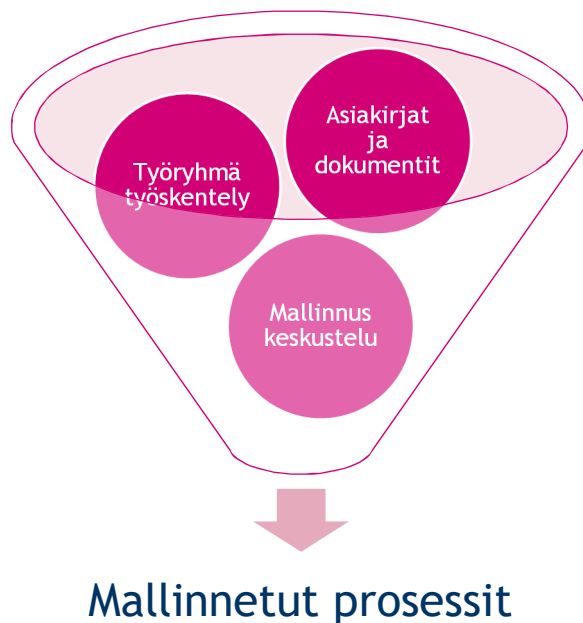 Työryhmä
työskentely
Asiakirjat
ja
dokumentit
Mallinnus
keskustelu
Mallinnetut prosessit